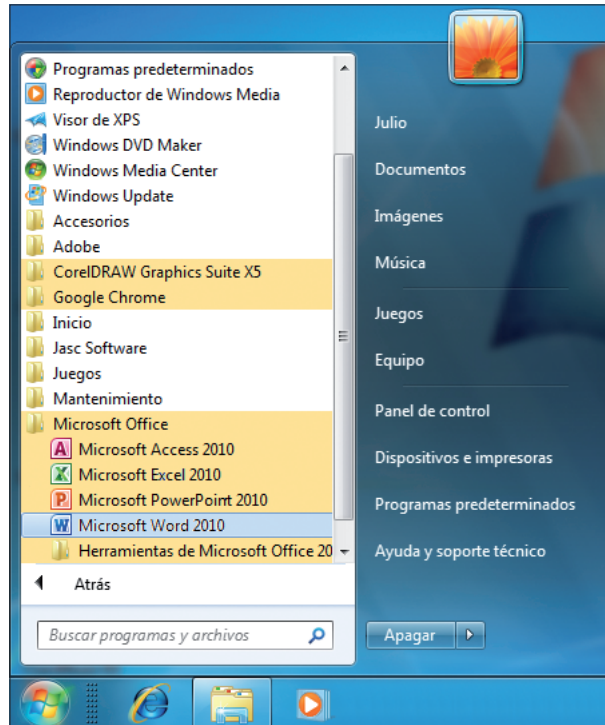 Programas predeterminados
Reproductor de Windows Media
Visor de XPS
Windows DVD Maker
Windows Media Center
Windows Update
Accesorios
Adobe
CorelDRAW Graphics Suite X5
Google Chrome
Inicio
Jasc Software
Juegos
Mantenimiento
Microsoft Office
Microsoft Access 2010
Microsoft Excel 2010
Microsoft PowerPoint 2010
Microsoft Word 2010
Herramientas de Microsoft Office 20
Atrás
Buscar programas y archivos
Julio
Documentos
Imágenes
Música
Juegos
Equipo
Panel de control
Dispositivos e impresoras
Programas predeterminados
Ayuda y soporte técnico
Apagar